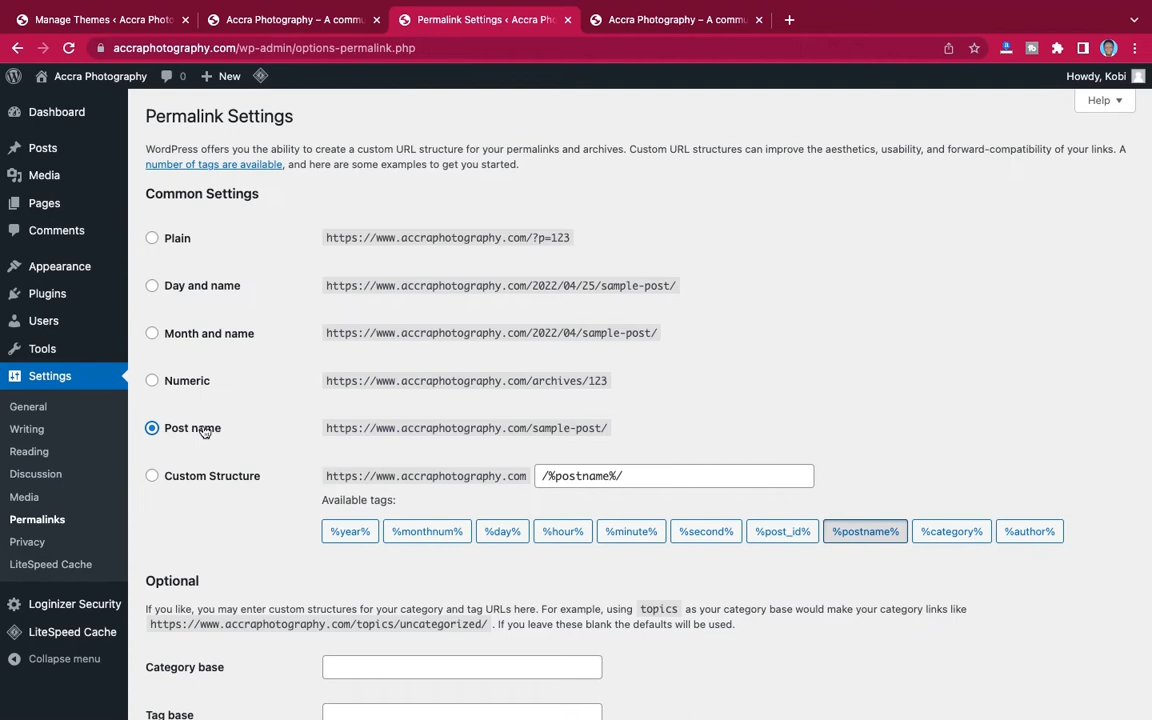 Manage Themes ‹ Accra Photo
Accra Photography – A commu
Permalink Settings ‹ Accra Pho
Accra Photography – A commu
accraphotography.com/wp-admin/options-permalink.php
Accra Photography
0
New
Howdy, Kobi
Help
Dashboard
Posts
Media
Pages
Comments
Appearance
Plugins
Users
Tools
Settings
General
Writing
Reading
Discussion
Media
Permalinks
Privacy
LiteSpeed Cache
Loginizer Security
LiteSpeed Cache
Collapse menu
Permalink Settings
WordPress offers you the ability to create a custom URL structure for your permalinks and archives. Custom URL structures can improve the aesthetics, usability, and forward-compatibility of your links. A
number of tags are available, and here are some examples to get you started.
Common Settings
Plain https://www.accraphotography.com/?p=123
Day and name https://www.accraphotography.com/2022/04/25/sample-post/
Month and name https://www.accraphotography.com/2022/04/sample-post/
Numeric https://www.accraphotography.com/archives/123
Post name https://www.accraphotography.com/sample-post/
Custom Structure https://www.accraphotography.com /%postname%/
Available tags:
%year% %monthnum% %day% %hour% %minute% %second% %post_id% %postname% %category% %author%
Optional
If you like, you may enter custom structures for your category and tag URLs here. For example, using topics as your category base would make your category links like
https://www.accraphotography.com/topics/uncategorized/ . If you leave these blank the defaults will be used.
Category base
Tag base